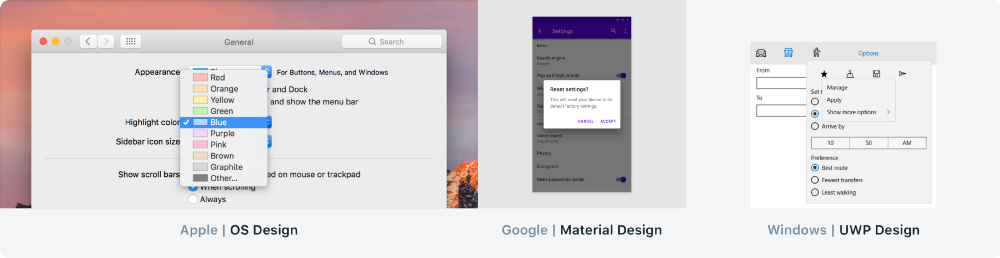 General
Search
Appearance
For Buttons, Menus, and Windows
Red
Orange
r and Dock
Yellow
and show the menu bar
Green
Highlight color
Blue
Purple
Sidebar icon size
Pink
Brown
Graphite
Show scroll bars
ed on mouse or trackpad
Other...
When scrolling
Always
Apple | OS Design
Settings
Basic
Search engine
Google
Pop up if high priority
Reset settings?
This will reset your device to its
default factory settings.
CANCEL ACCEPT
Voice search
Privacy
Encryption
Make passwords visible
Google | Material Design
Options
From
To
Manage
Apply
Show more options
Set t
Arrive by
10 50 AM
Preference
Best route
Fewest transfers
Least walking
Windows | UWP Design